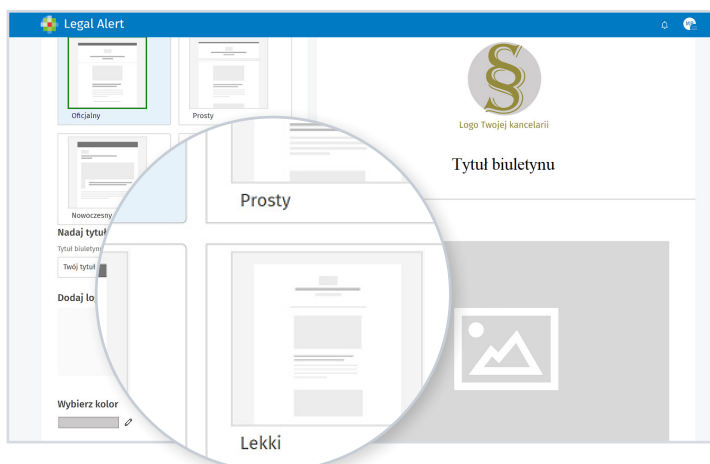 Legal Alert
Oficjalny
Prosty
Nowoczesny
Nadaj tytuł
Tytuł biuletynu
Twój tytuł
Dodaj lo
Wybierz kolor
Prosty
Lekki
§
Logo Twojej kancelarii
Tytuł biuletynu